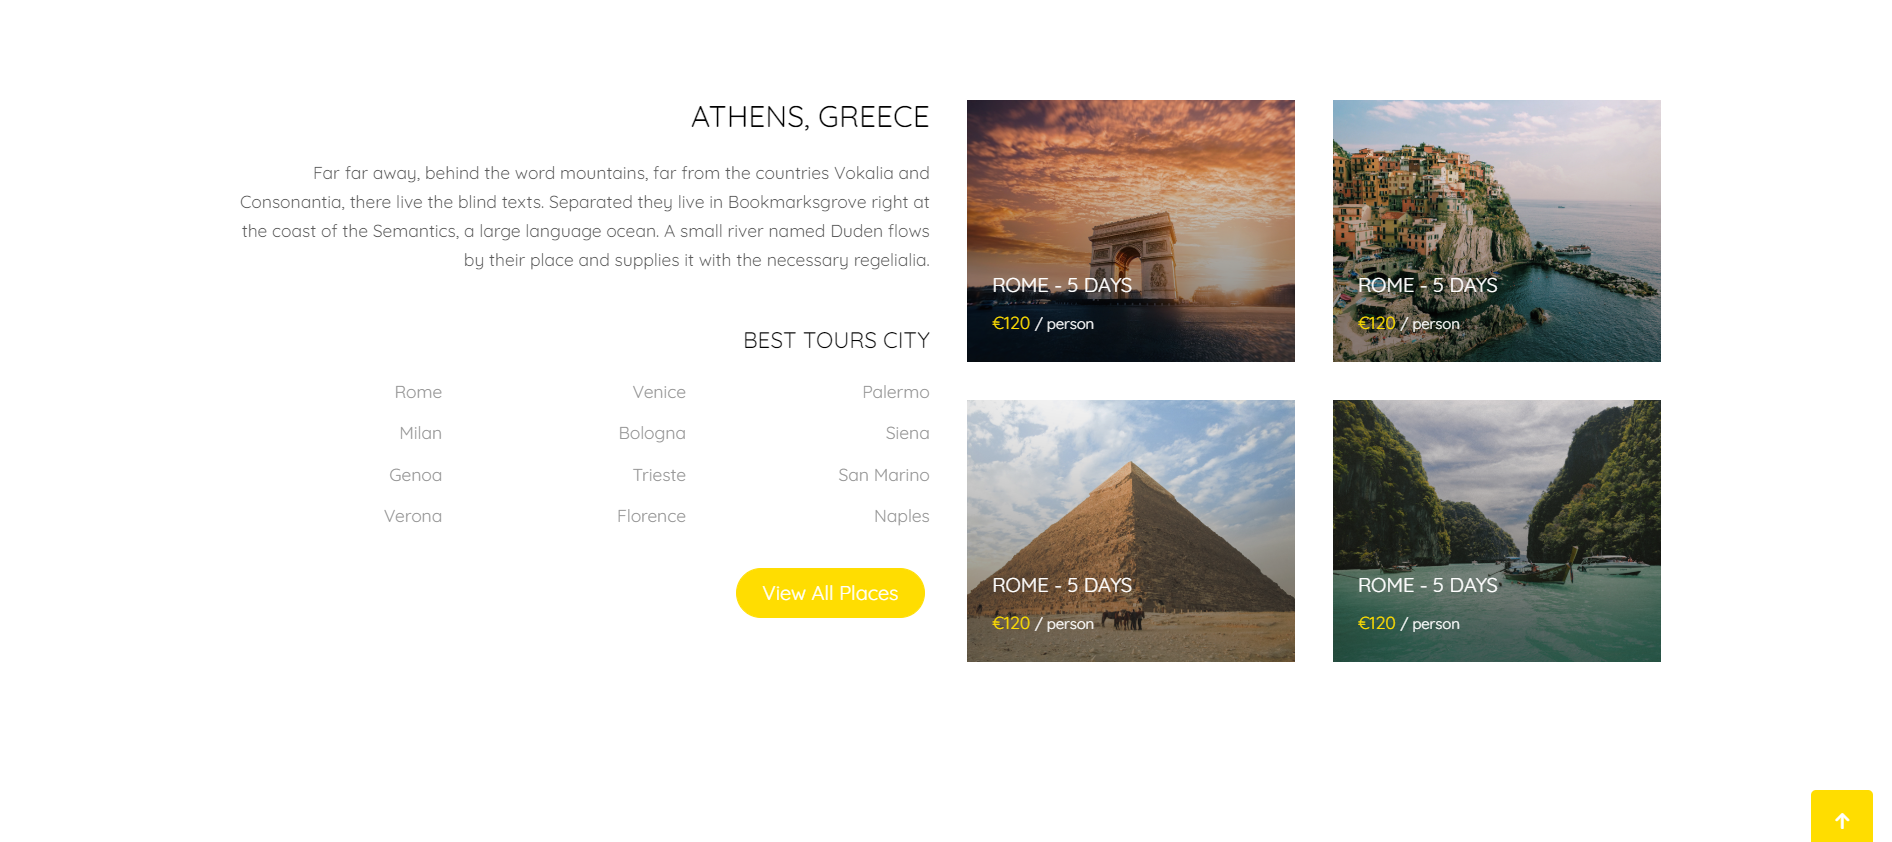 ATHENS, GREECE
Far far away, behind the word mountains, far from the countries Vokalia and
Consonantia, there live the blind texts. Separated they live in Bookmarksgrove right at
the coast of the Semantics, a large language ocean. A small river named Duden flows
by their place and supplies it with the necessary regelialia.
BEST TOURS CITY
Rome Venice Palermo
Milan Bologna Siena
Genoa Trieste San Marino
Verona Florence Naples
View All Places
ROME - 5 DAYS
€120 / person
ROME - 5 DAYS
€120 / person
ROME - 5 DAYS
€120 / person
ROME - 5 DAYS
€120 / person